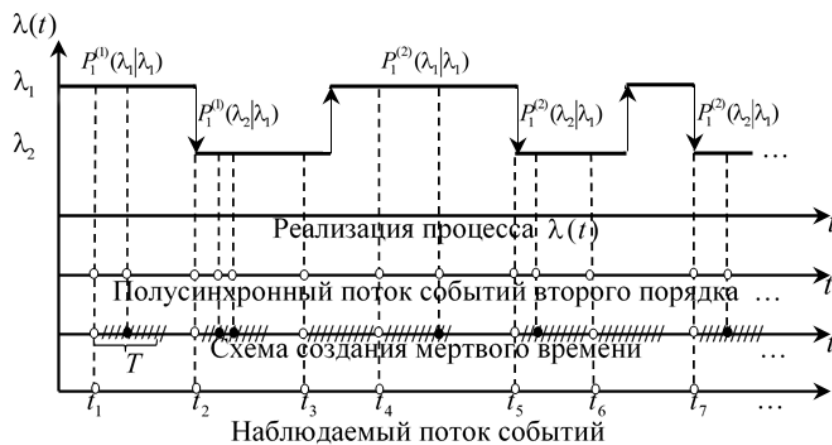 λ(t)
P₁⁽¹⁾(λ₁|λ₁) P₁⁽²⁾(λ₁|λ₁)
λ₁
P₁⁽¹⁾(λ₂|λ₁) P₁⁽²⁾(λ₂|λ₁) P₁⁽²⁾(λ₂|λ₁)
λ₂ ...
Реализация процесса λ(t) t
Полусинхронный поток событий второго порядка ... t
Схема создания мертвого времени ... t
T
t₁ t₂ t₃ t₄ t₅ t₆ t₇ ... t
Наблюдаемый поток событий